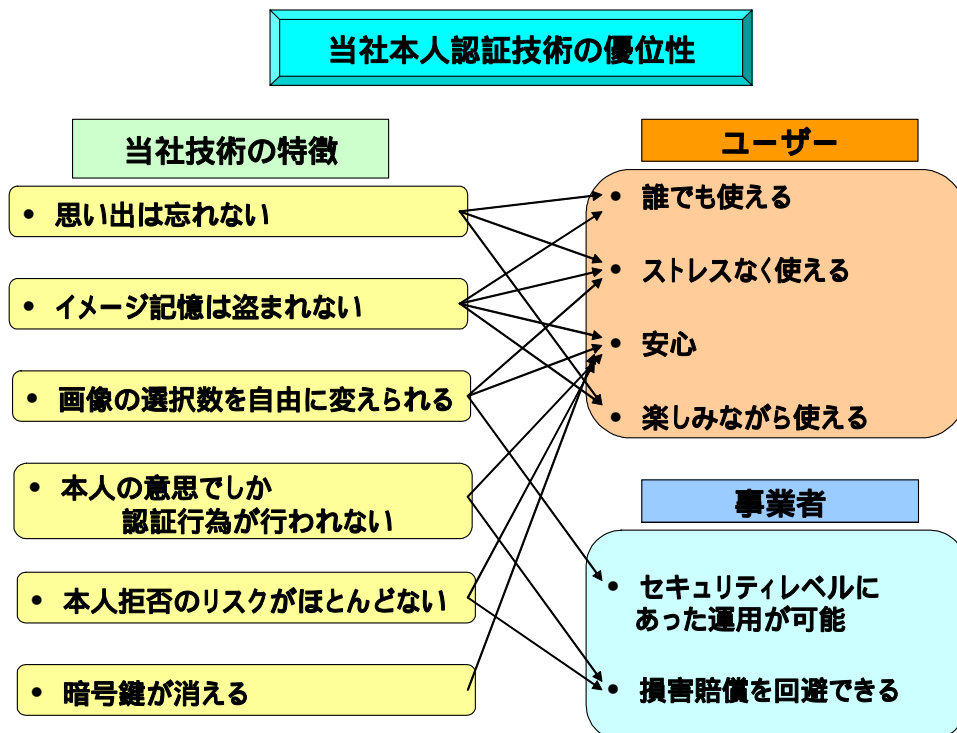 当社本人認証技術の優位性
当社技術の特徴
• 思い出は忘れない
• イメージ記憶は盗まれない
• 画像の選択数を自由に変えられる
• 本人の意思でしか
認証行為が行われない
• 本人拒否のリスクがほとんどない
• 暗号鍵が消える
ユーザー
• 誰でも使える
• ストレスなく使える
• 安心
• 楽しみながら使える
事業者
• セキュリティレベルに
あった運用が可能
• 損害賠償を回避できる